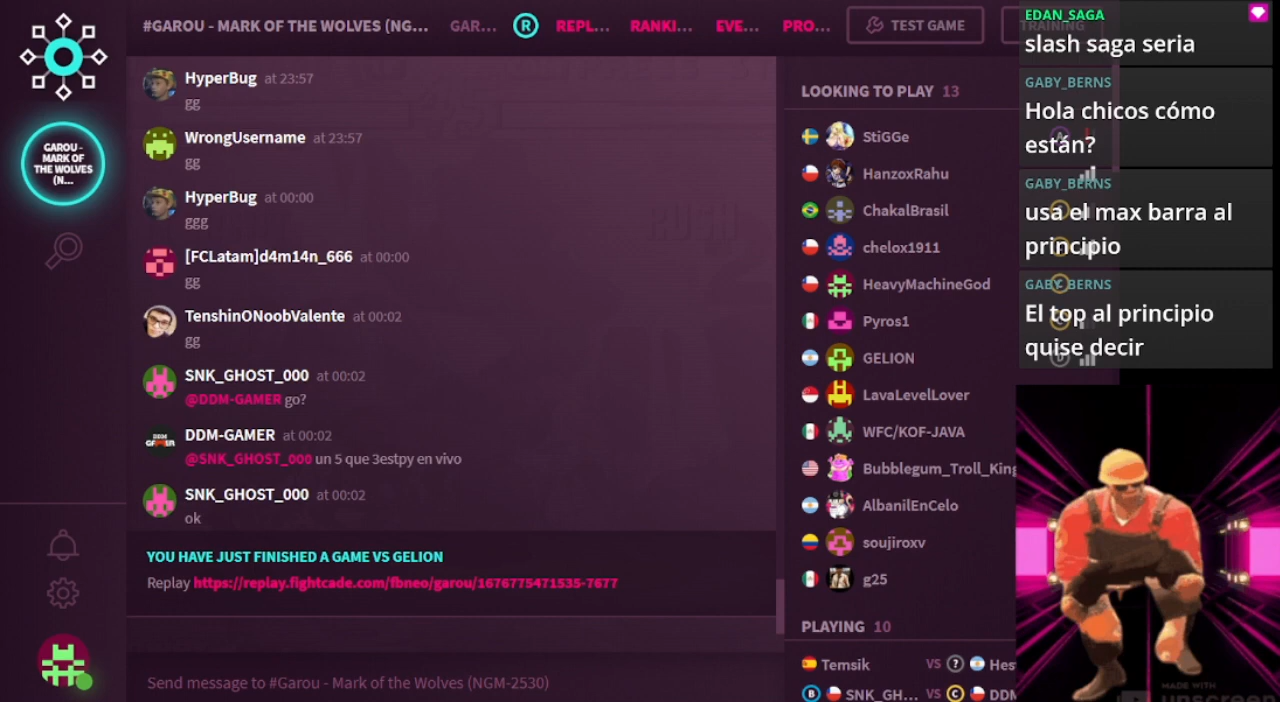 #GAROU - MARK OF THE WOLVES (NG...
GAR...
R
REPL...
RANKI...
EVE...
PRO...
TEST GAME
TRAINING
GAROU -
MARK OF
THE WOLVES
(N...
HyperBug at 23:57
gg
WrongUsername at 23:57
gg
HyperBug at 00:00
ggg
[FCLatam]d4m14n_666 at 00:00
gg
TenshinONoobValente at 00:02
gg
SNK_GHOST_000 at 00:02
@DDM-GAMER go?
DDM-GAMER at 00:02
@SNK_GHOST_000 un 5 que 3estpy en vivo
SNK_GHOST_000 at 00:02
ok
YOU HAVE JUST FINISHED A GAME VS GELION
Replay https://replay.fightcade.com/fbneo/garou/1676775471535-7677
Send message to #Garou - Mark of the Wolves (NGM-2530)
LOOKING TO PLAY 13
StiGGe
HanzoxRahu
ChakalBrasil
chelox1911
HeavyMachineGod
Pyros1
GELION
LavaLevelLover
WFC/KOF-JAVA
Bubblegum_Troll_King
AlbanilEnCelo
soujiroxv
g25
PLAYING 10
Temsik VS ? Hes
B SNK_GH... VS C DDM
EDAN_SAGA
slash saga seria
GABY_BERNS
Hola chicos cómo
están?
GABY_BERNS
usa el max barra al
principio
GABY_BERNS
El top al principio
quise decir
MADE WITH
unscreen